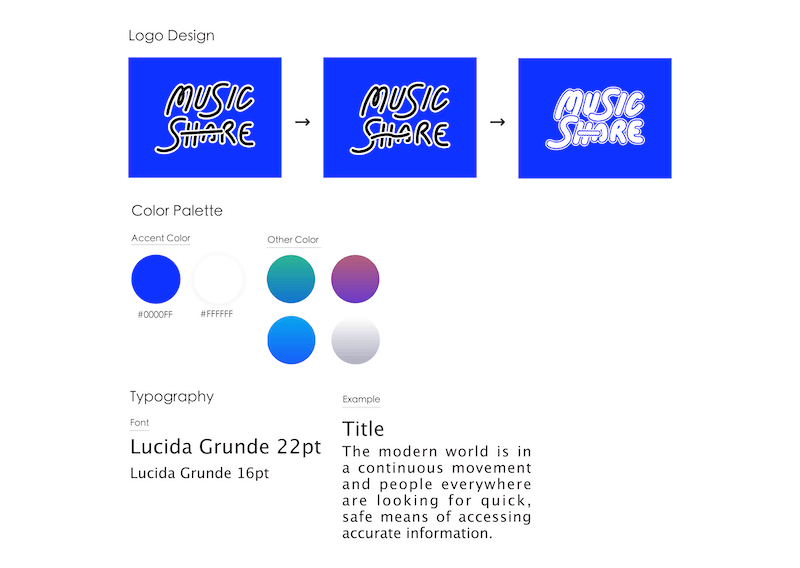 Logo Design
MUSIC
SHARE
→
MUSIC
SHARE
→
MUSIC
SHARE
Color Palette
Accent Color
#0000FF
#FFFFFF
Other Color
Typography
Font
Lucida Grunde 22pt
Lucida Grunde 16pt
Example
Title
The modern world is in
a continuous movement
and people everywhere
are looking for quick,
safe means of accessing
accurate information.